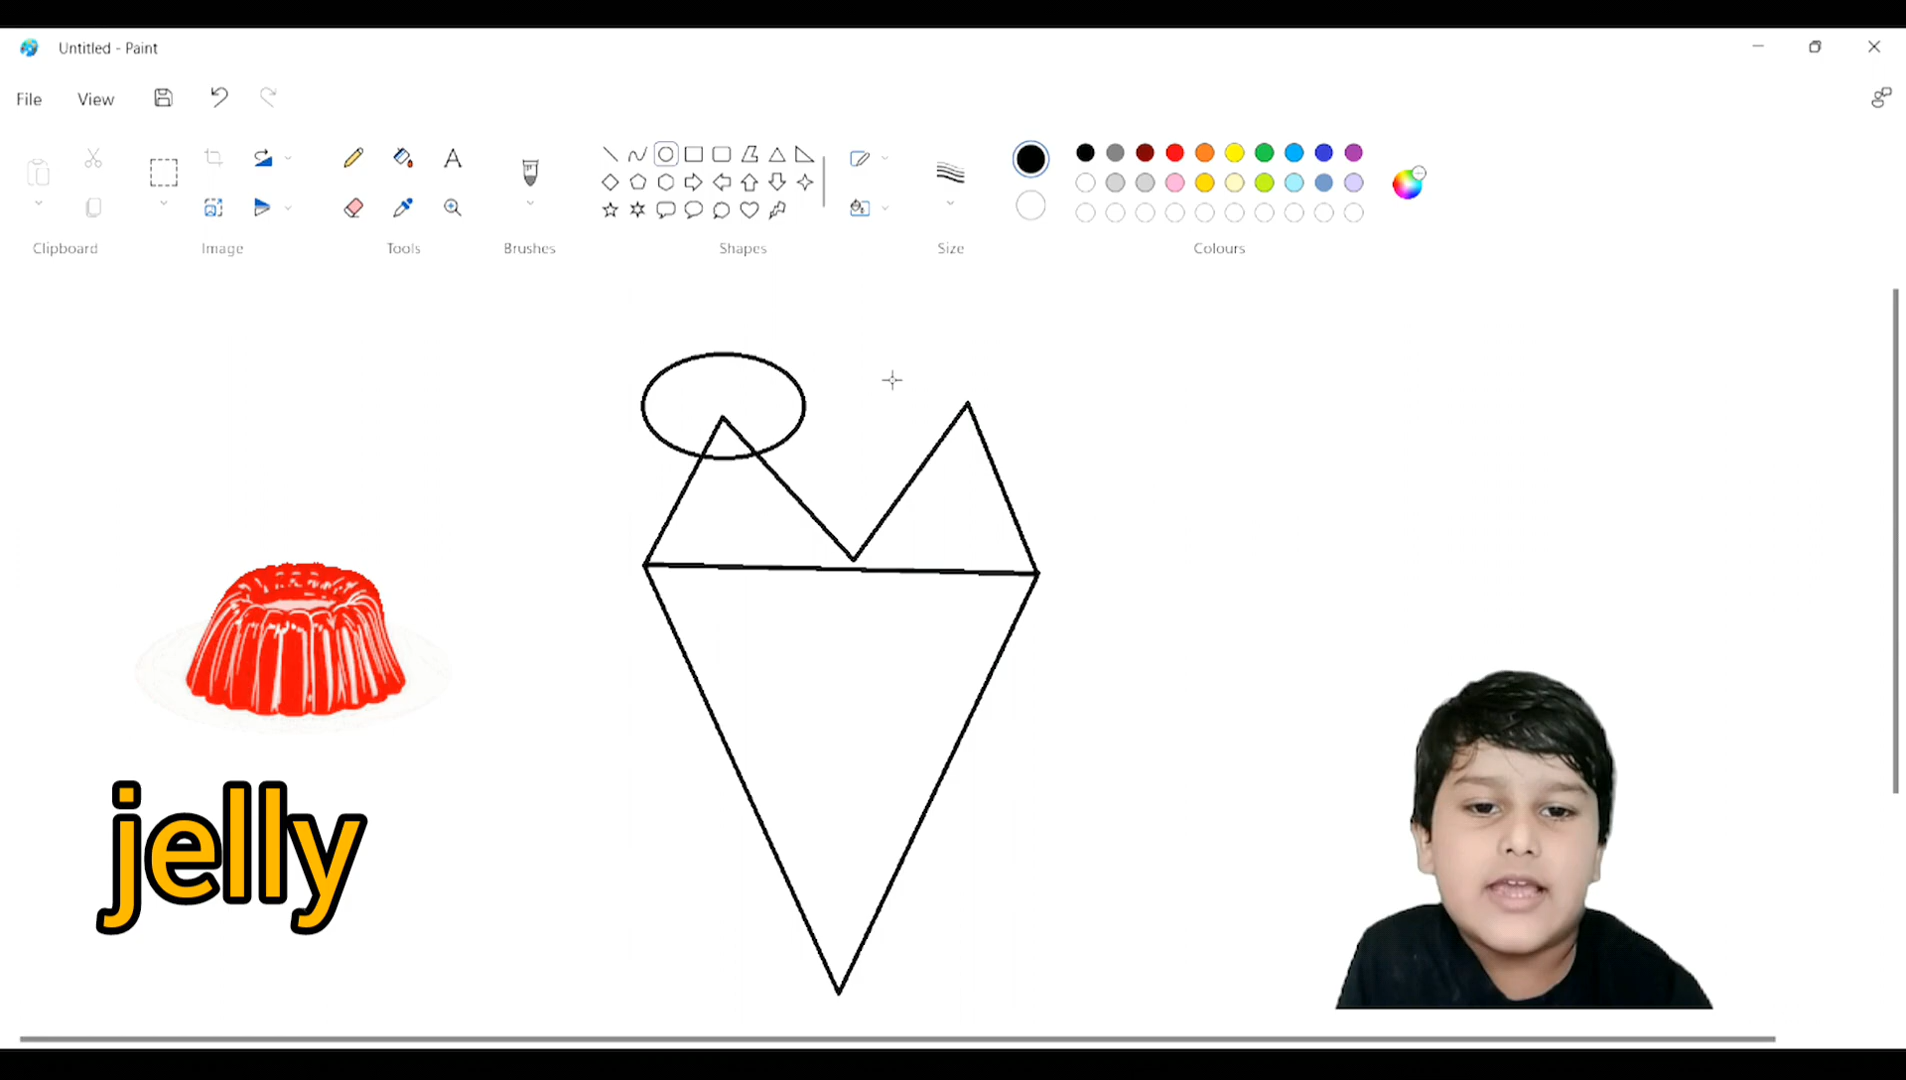 Untitled - Paint
File View
A
Clipboard Image Tools Brushes Shapes Size Colours
jelly